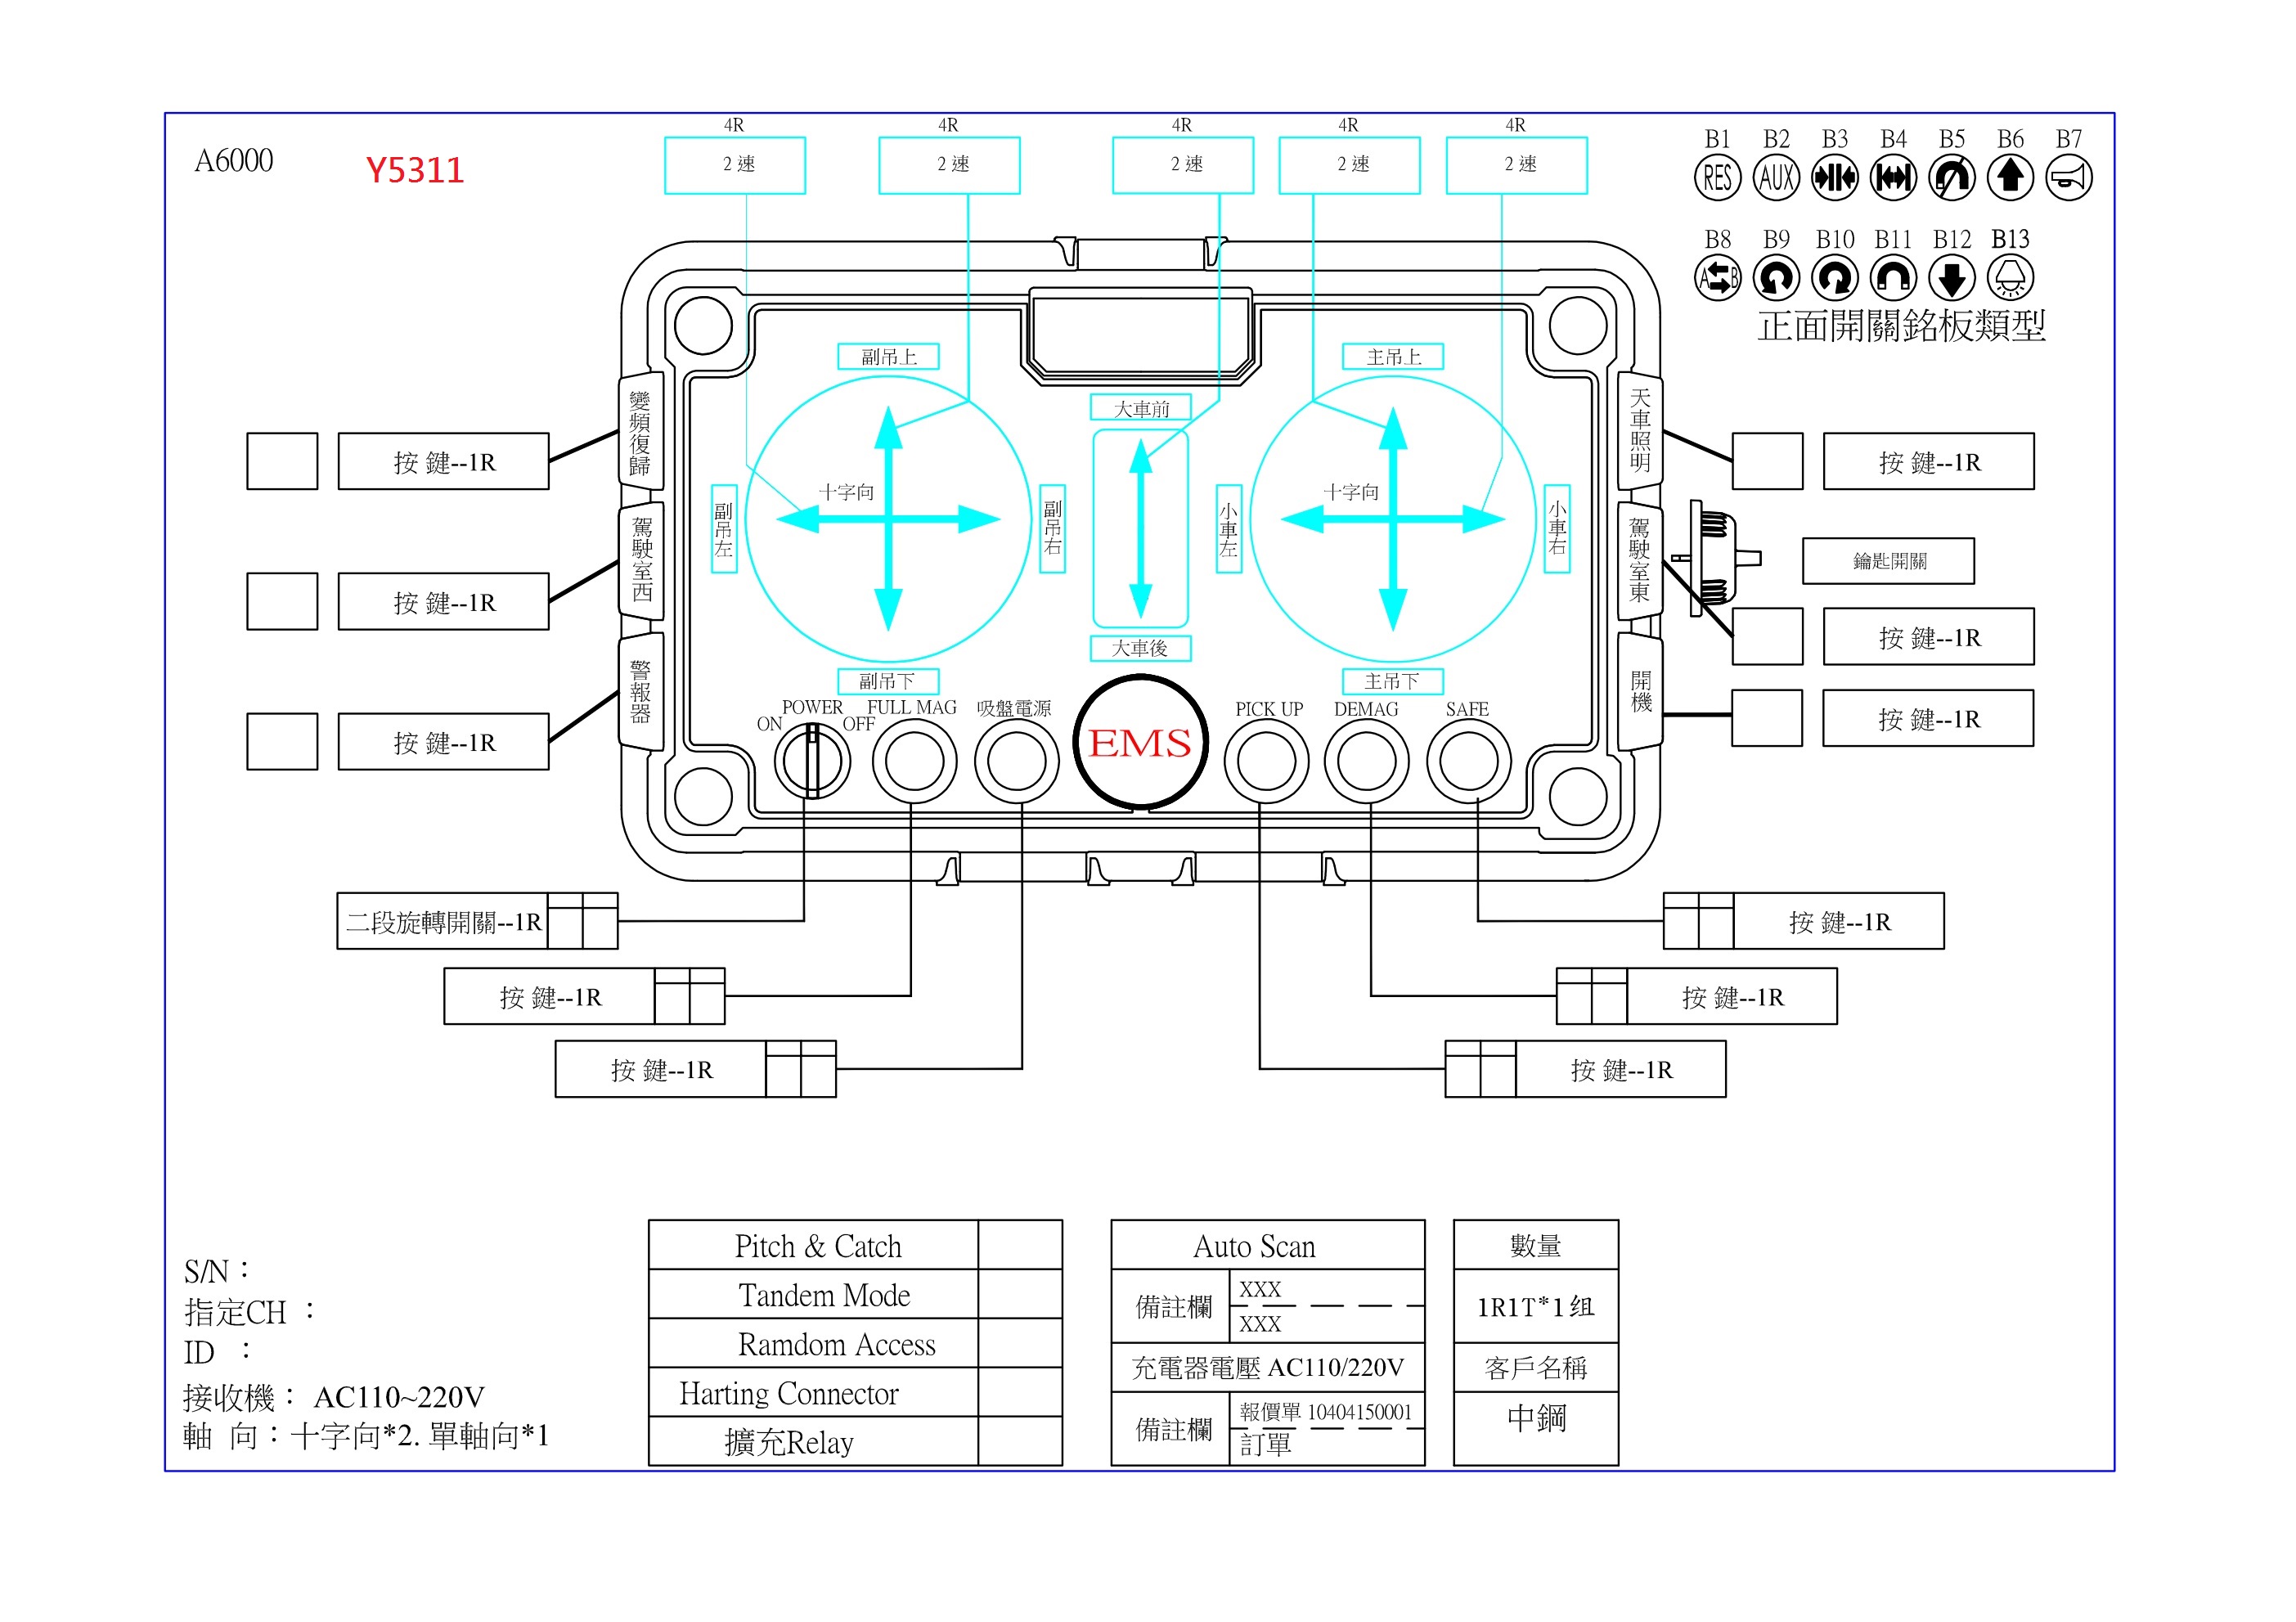 A6000
Y5311
4R
4R
4R
4R
4R
2 速
2 速
2 速
2 速
2 速
B1 B2 B3 B4 B5 B6 B7
RES AUX
B8 B9 B10 B11 B12 B13
A B
正面開關銘板類型
副吊上
主吊上
大車前
變頻復歸
天車照明
按 鍵--1R
按 鍵--1R
十字向
十字向
副吊左
副吊右
小車左
小車右
駕駛室西
駕駛室東
鑰匙開關
按 鍵--1R
按 鍵--1R
大車後
副吊下
主吊下
警報器
開機
按 鍵--1R
按 鍵--1R
POWER
ON
OFF
FULL MAG
吸盤電源
EMS
PICK UP
DEMAG
SAFE
二段旋轉開關--1R
按 鍵--1R
按 鍵--1R
按 鍵--1R
按 鍵--1R
按 鍵--1R
S/N：
指定CH ：
ID ：
接收機： AC110~220V
軸 向：十字向*2. 單軸向*1
Pitch & Catch
Tandem Mode
Ramdom Access
Harting Connector
擴充Relay
Auto Scan
備註欄
XXX
XXX
充電器電壓 AC110/220V
備註欄
報價單 10404150001
訂單
數量
1R1T*1组
客戶名稱
中鋼